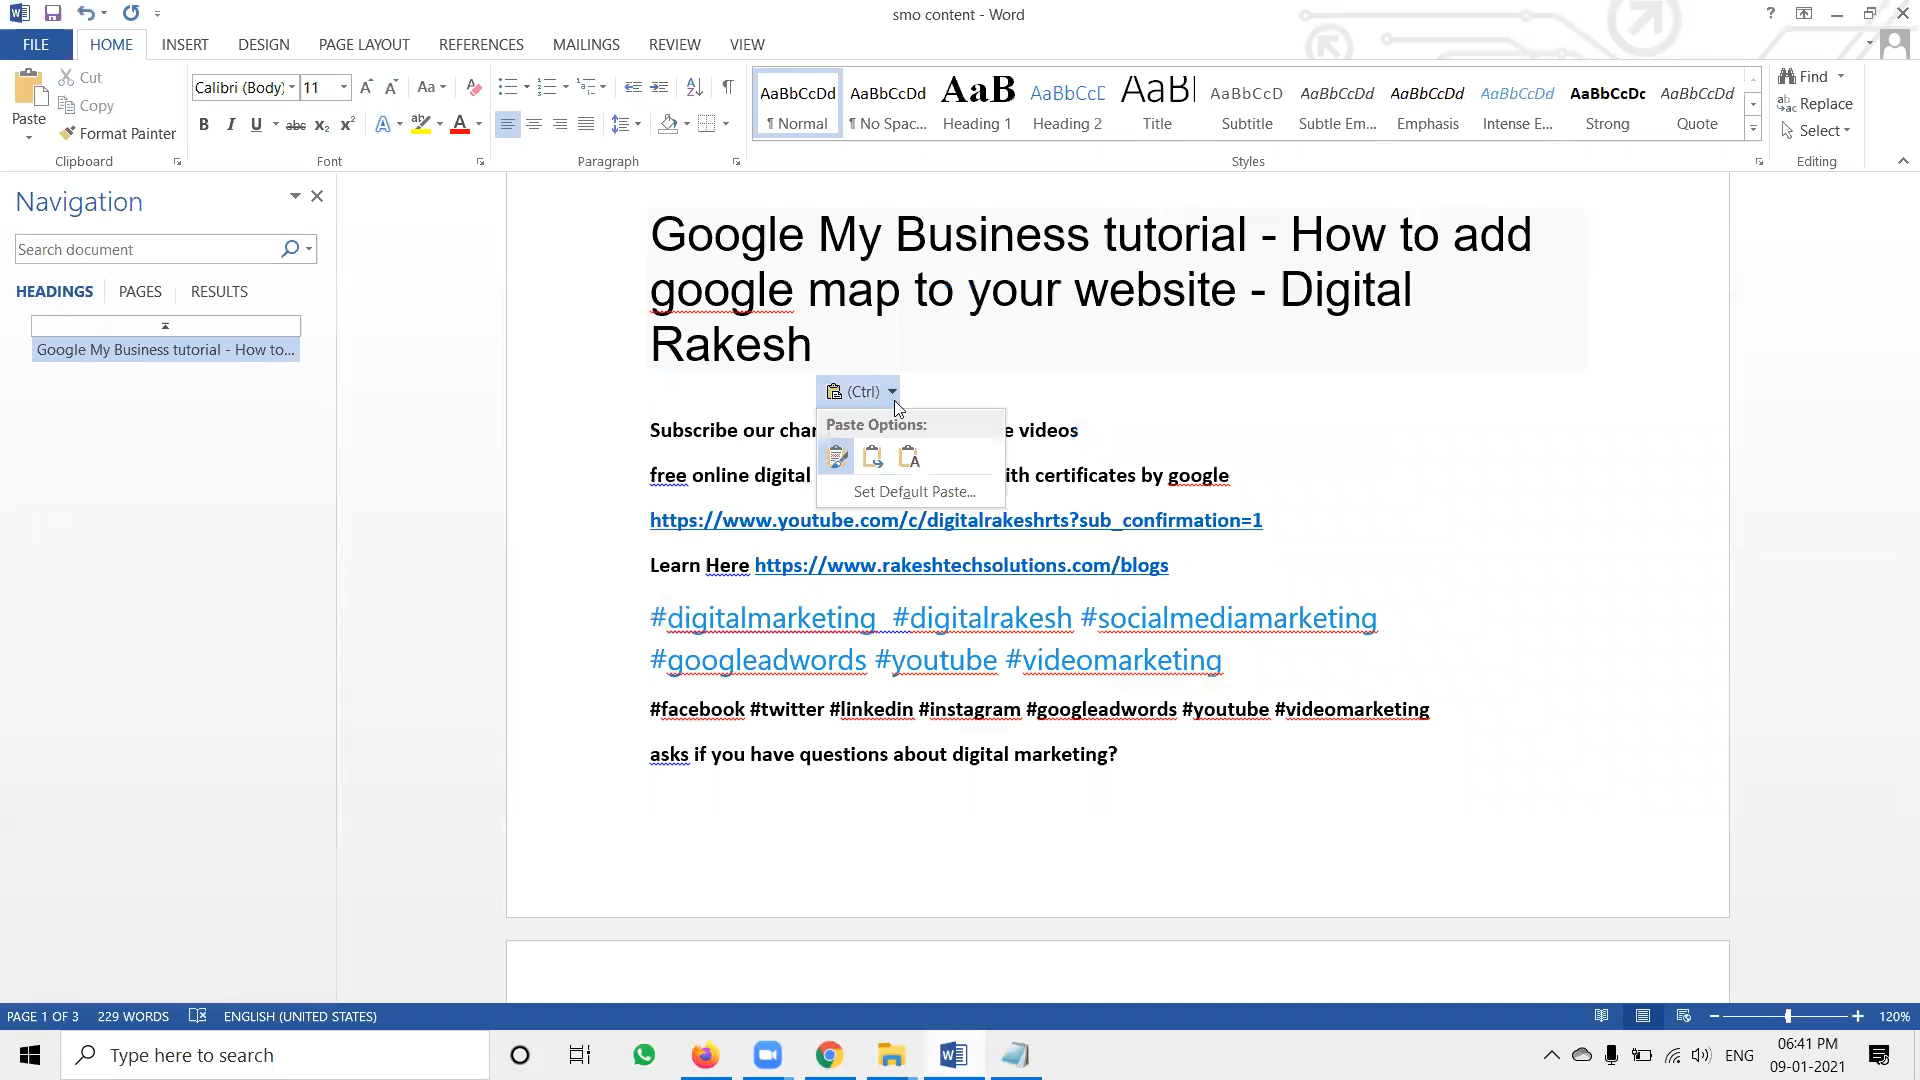 smo content - Word
FILE HOME INSERT DESIGN PAGE LAYOUT REFERENCES MAILINGS REVIEW VIEW
Paste
Cut
Copy
Format Painter
Clipboard
Calibri (Body) 11
Font
Paragraph
AaBbCcDd AaBbCcDd AaB AaBbCcD AaBl AaBbCcD AaBbCcDd AaBbCcDd AaBbCcDd AaBbCcDc AaBbCcDd
¶ Normal ¶ No Spac... Heading 1 Heading 2 Title Subtitle Subtle Em... Emphasis Intense E... Strong Quote
Styles
Find
Replace
Select
Editing
Navigation
Search document
HEADINGS PAGES RESULTS
Google My Business tutorial - How to...
Google My Business tutorial - How to add
google map to your website - Digital
Rakesh
(Ctrl)
Paste Options:
Set Default Paste...
Subscribe our chan e videos
free online digital ith certificates by google
https://www.youtube.com/c/digitalrakeshrts?sub_confirmation=1
Learn Here https://www.rakeshtechsolutions.com/blogs
#digitalmarketing #digitalrakesh #socialmediamarketing
#googleadwords #youtube #videomarketing
#facebook #twitter #linkedin #instagram #googleadwords #youtube #videomarketing
asks if you have questions about digital marketing?
PAGE 1 OF 3 229 WORDS ENGLISH (UNITED STATES) 120%
Type here to search
ENG
06:41 PM
09-01-2021